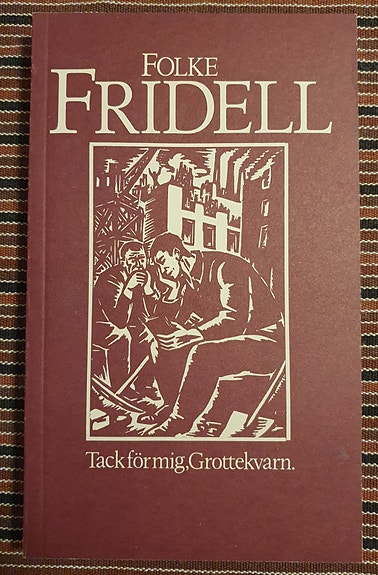 FOLKE
FRIDELL
Tack för mig, Grottekvarn.